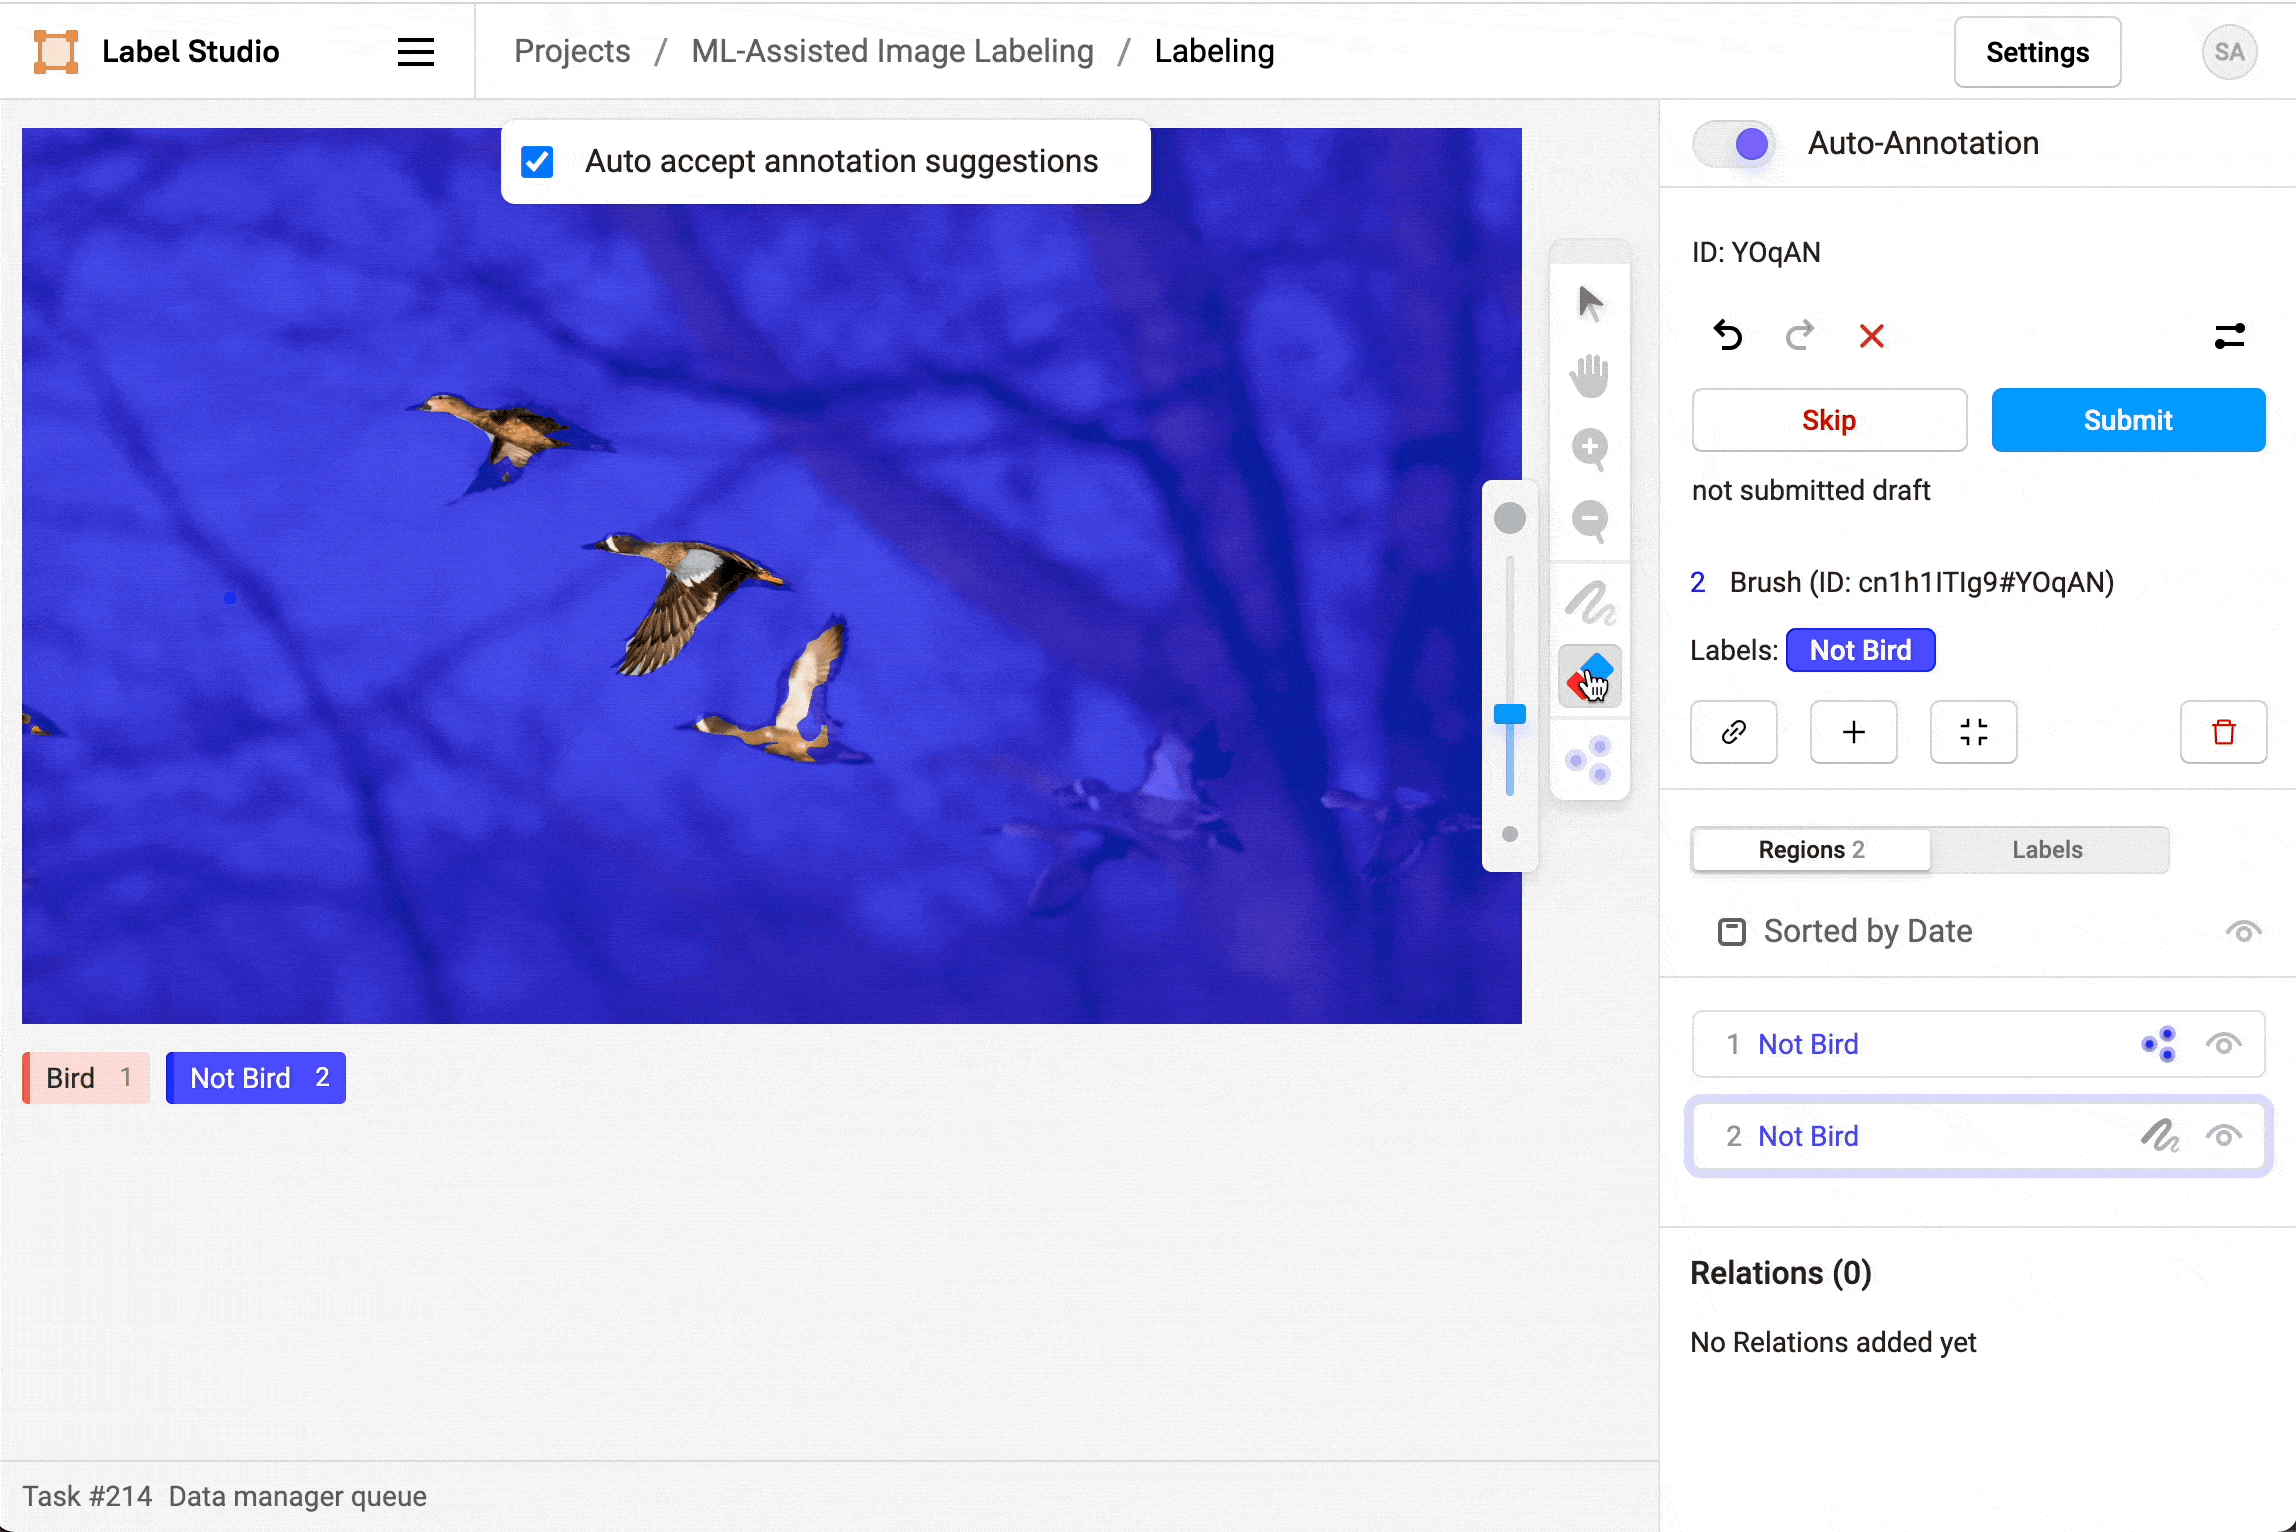 Label Studio
Projects / ML-Assisted Image Labeling / Labeling
Settings
SA
Auto accept annotation suggestions
Auto-Annotation
ID: YOqAN
Skip
Submit
not submitted draft
2 Brush (ID: cn1h1ITIg9#YOqAN)
Labels: Not Bird
Regions 2
Labels
Sorted by Date
1 Not Bird
2 Not Bird
Relations (0)
No Relations added yet
Bird 1
Not Bird 2
Task #214 Data manager queue